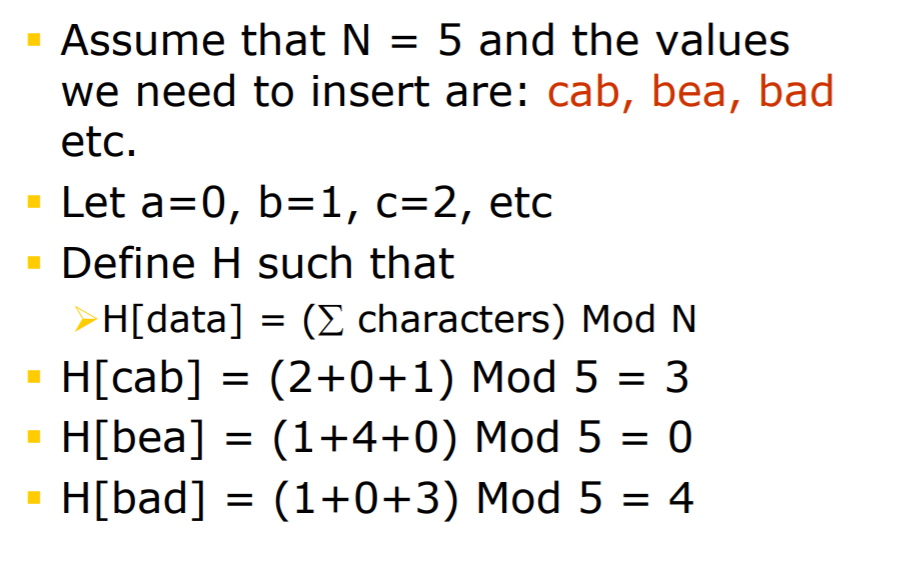 ▪ Assume that N = 5 and the values
we need to insert are: cab, bea, bad
etc.
▪ Let a=0, b=1, c=2, etc
▪ Define H such that
➢H[data] = (∑ characters) Mod N
▪ H[cab] = (2+0+1) Mod 5 = 3
▪ H[bea] = (1+4+0) Mod 5 = 0
▪ H[bad] = (1+0+3) Mod 5 = 4